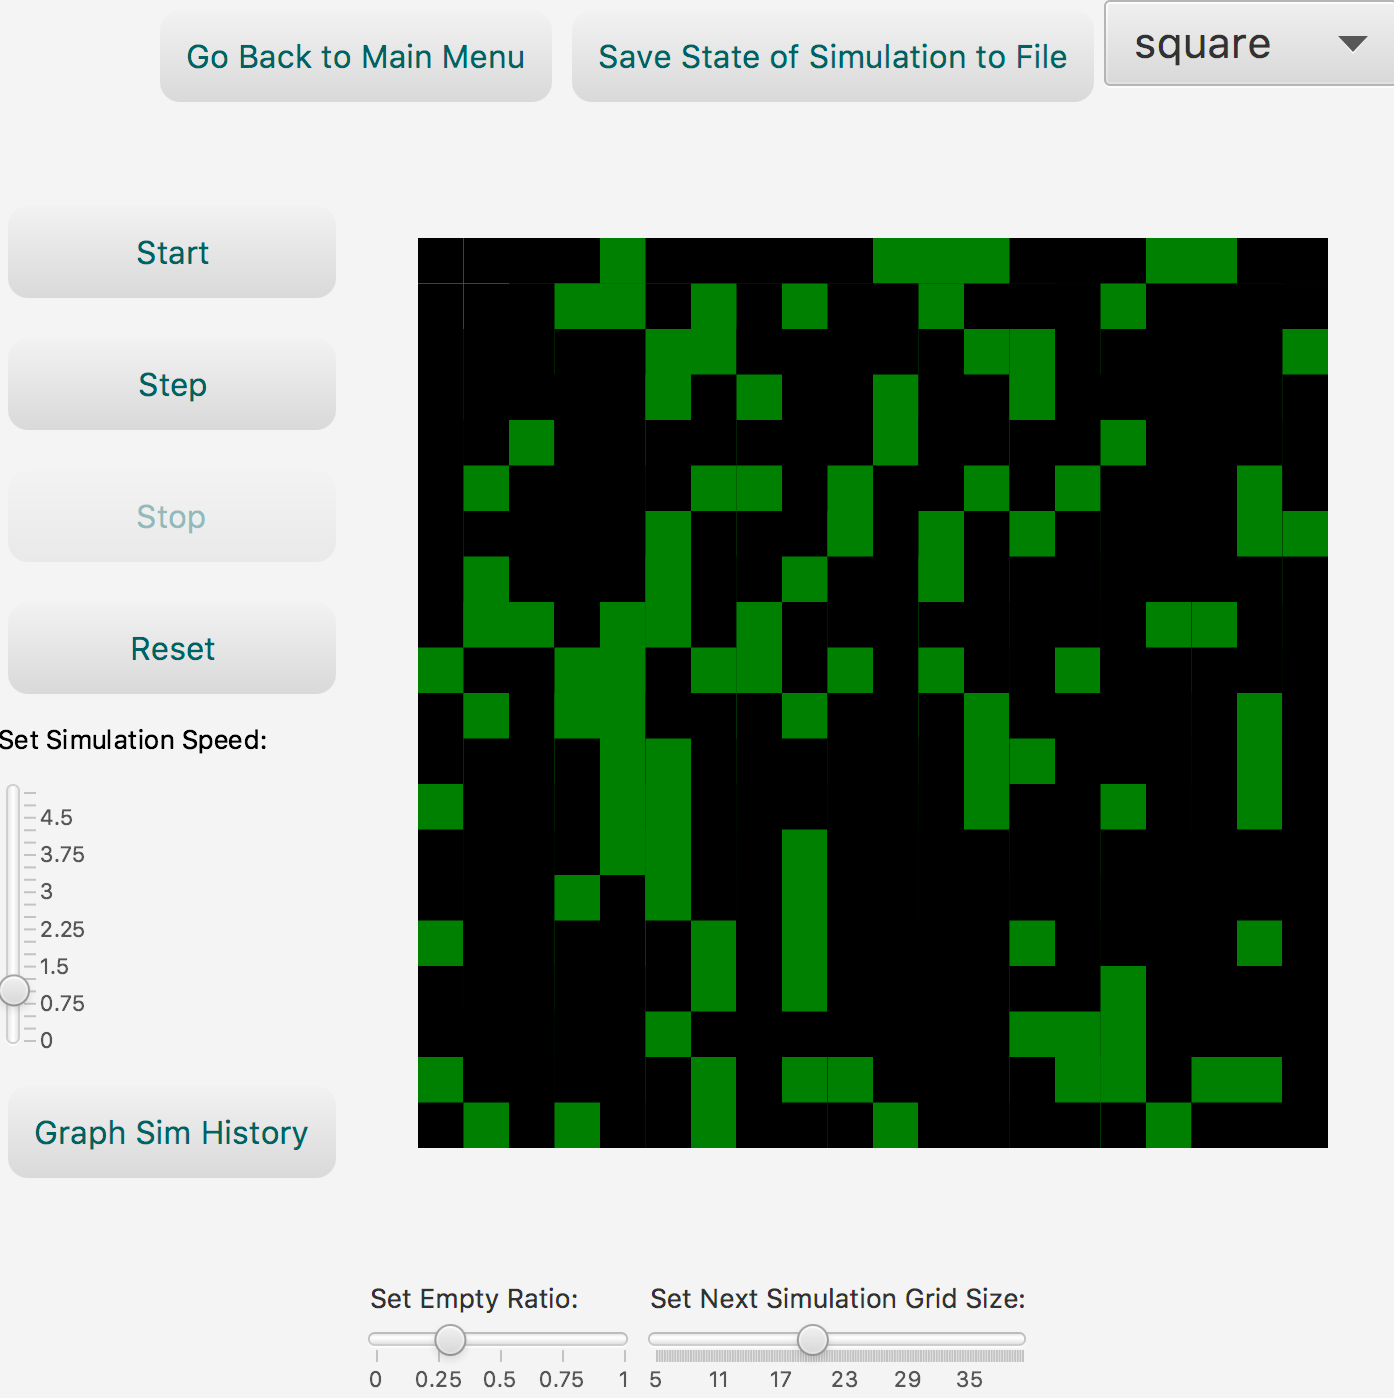 Go Back to Main Menu
Save State of Simulation to File
square
Start
Step
Stop
Reset
Set Simulation Speed:
4.5
3.75
3
2.25
1.5
0.75
0
Graph Sim History
Set Empty Ratio:
0 0.25 0.5 0.75 1
Set Next Simulation Grid Size:
5 11 17 23 29 35